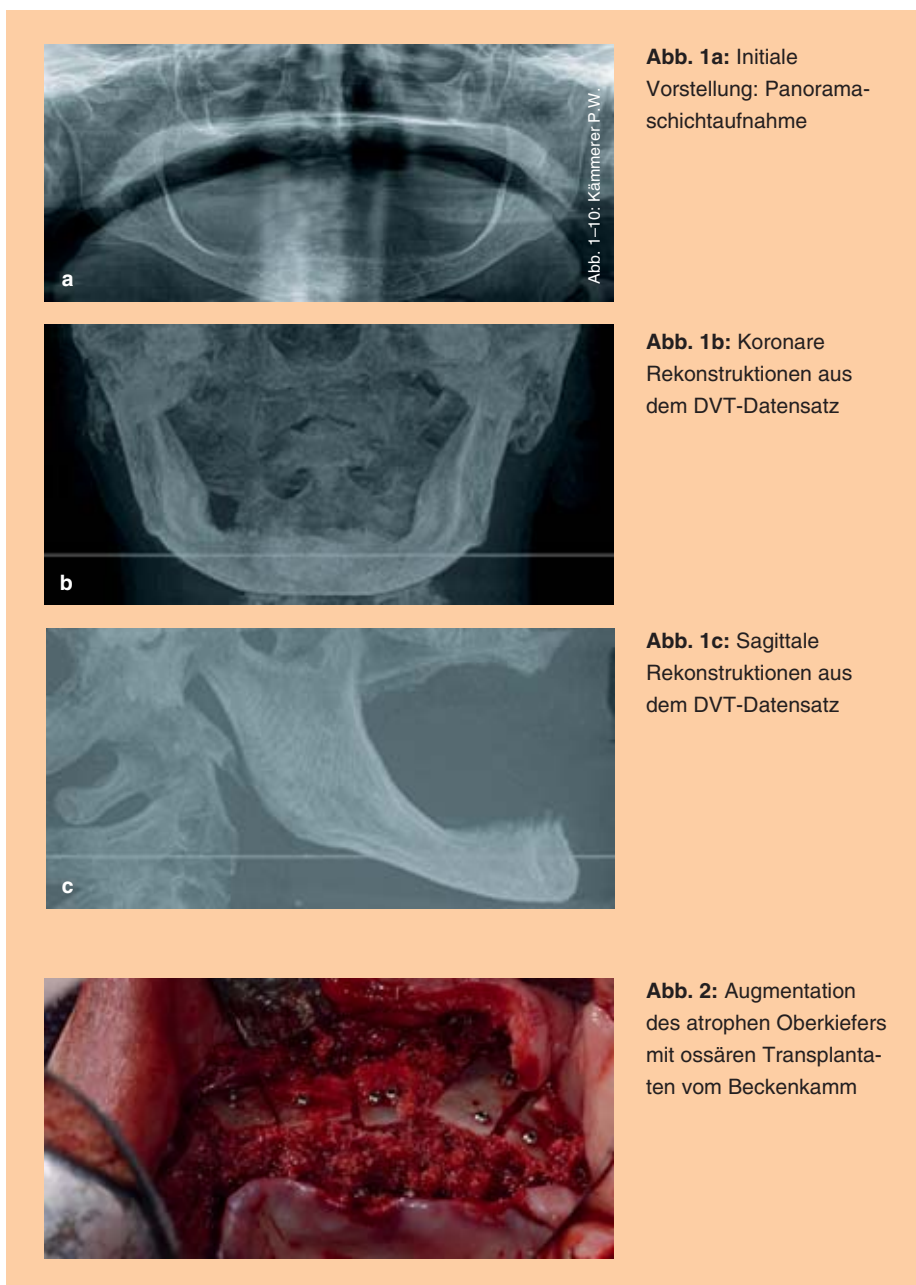 Abb. 1a: Initiale
Vorstellung: Panorama-
schichtaufnahme
Abb. 1–10: Kämmerer P.W.
a
Abb. 1b: Koronare
Rekonstruktionen aus
dem DVT-Datensatz
b
Abb. 1c: Sagittale
Rekonstruktionen aus
dem DVT-Datensatz
c
Abb. 2: Augmentation
des atrophen Oberkiefers
mit ossären Transplanta-
ten vom Beckenkamm